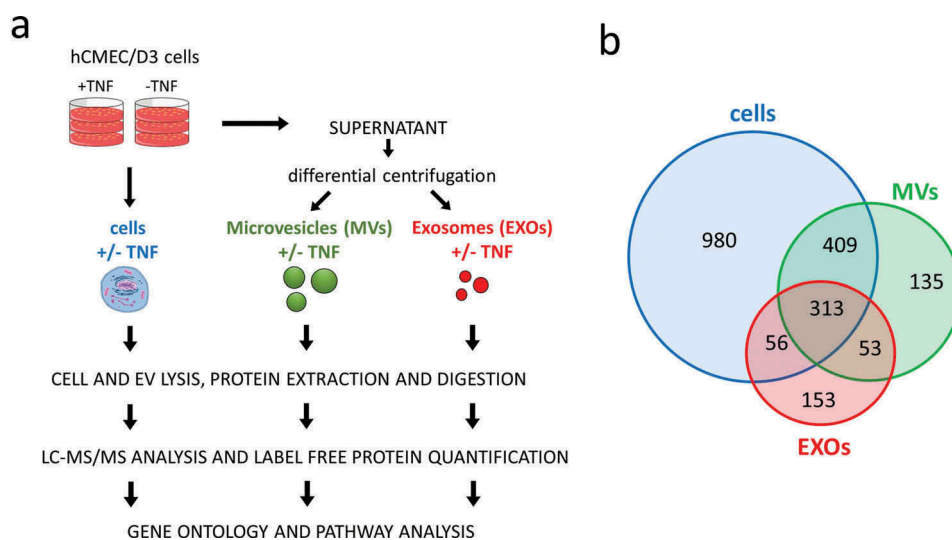 a
hCMEC/D3 cells
+TNF -TNF
SUPERNATANT
differential centrifugation
cells
+/- TNF
Microvesicles (MVs)
+/- TNF
Exosomes (EXOs)
+/- TNF
CELL AND EV LYSIS, PROTEIN EXTRACTION AND DIGESTION
LC-MS/MS ANALYSIS AND LABEL FREE PROTEIN QUANTIFICATION
GENE ONTOLOGY AND PATHWAY ANALYSIS
b
cells
MVs
980
409
135
313
56
53
153
EXOs